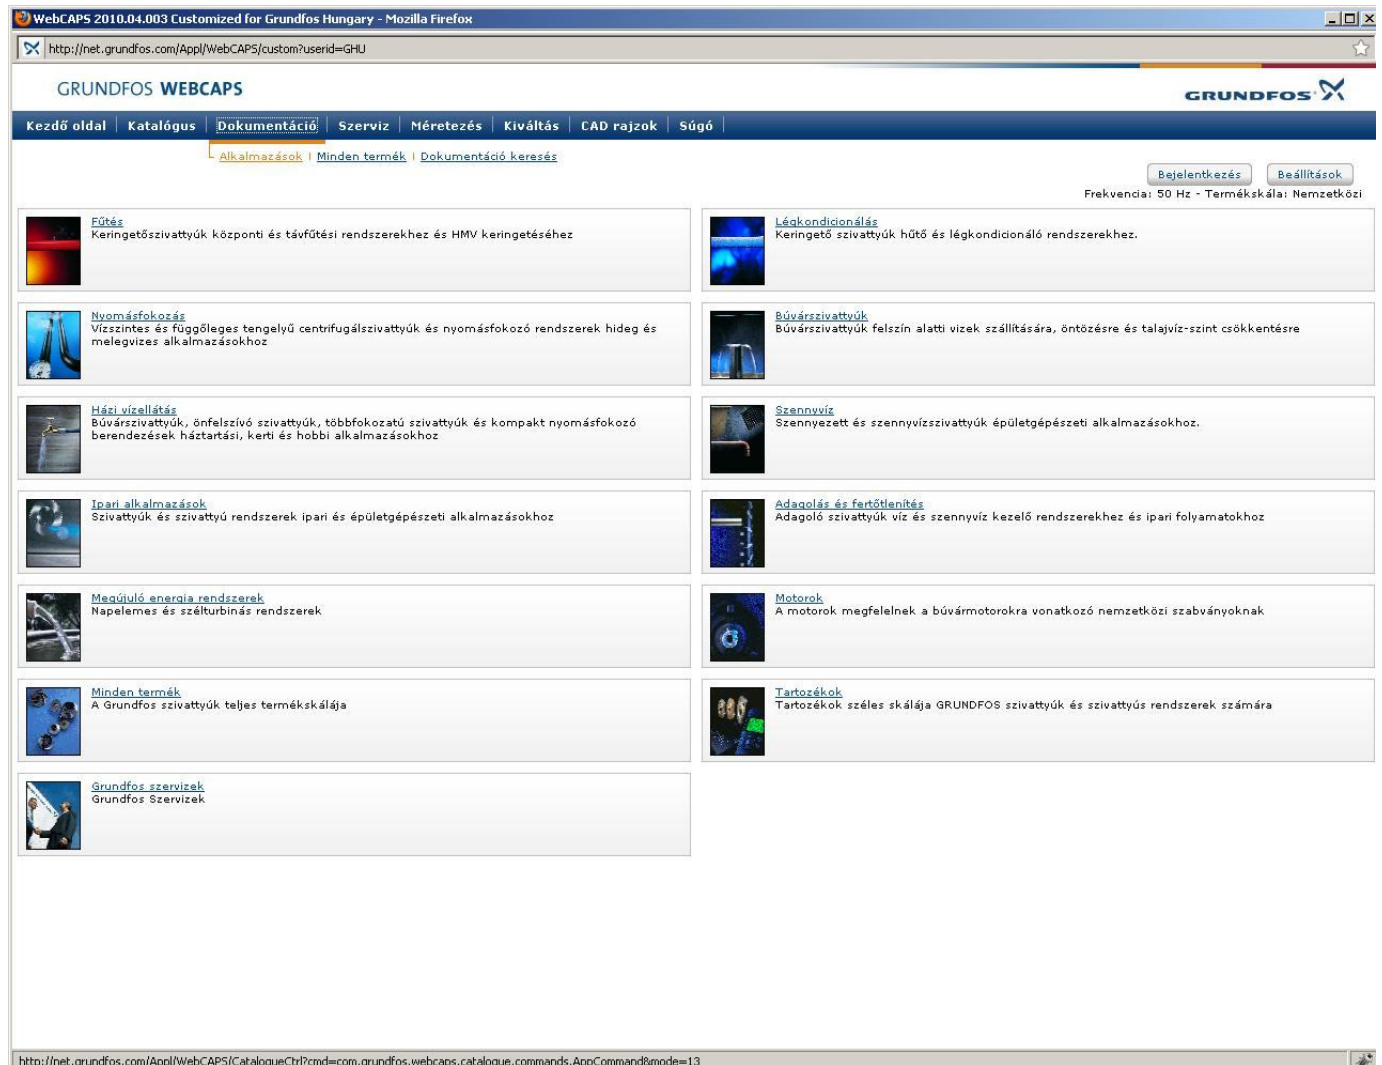 WebCAPS 2010.04.003 Customized for Grundfos Hungary - Mozilla Firefox
http://net.grundfos.com/Appl/WebCAPS/custom?userid=GHU
GRUNDFOS WEBCAPS
GRUNDFOS
Kezdő oldal | Katalógus | Dokumentáció | Szerviz | Méretezés | Kiváltás | CAD rajzok | Súgó |
Alkalmazások | Minden termék | Dokumentáció keresés
Bejelentkezés Beállítások
Frekvencia: 50 Hz - Termékskála: Nemzetközi
Fűtés
Keringetőszivattyúk központi és távfűtési rendszerekhez és HMV keringetéséhez
Légkondicionálás
Keringető szivattyúk hűtő és légkondicionáló rendszerekhez.
Nyomásfokozás
Vízszintes és függőleges tengelyű centrifugálszivattyúk és nyomásfokozó rendszerek hideg és
melegvizes alkalmazásokhoz
Búvárszivattyúk
Búvárszivattyúk felszín alatti vizek szállítására, öntözésre és talajvíz-szint csökkentésre
Házi vízellátás
Búvárszivattyúk, önfelszívó szivattyúk, többfokozatú szivattyúk és kompakt nyomásfokozó
berendezések háztartási, kerti és hobbi alkalmazásokhoz
Szennyvíz
Szennyezett és szennyvízszivattyúk épületgépészeti alkalmazásokhoz.
Ipari alkalmazások
Szivattyúk és szivattyú rendszerek ipari és épületgépészeti alkalmazásokhoz
Adagolás és fertőtlenítés
Adagoló szivattyúk víz és szennyvíz kezelő rendszerekhez és ipari folyamatokhoz
Megújuló energia rendszerek
Napelemes és szélturbinás rendszerek
Motorok
A motorok megfelelnek a búvármotorokra vonatkozó nemzetközi szabványoknak
Minden termék
A Grundfos szivattyúk teljes termékskálája
Tartozékok
Tartozékok széles skálája GRUNDFOS szivattyúk és szivattyús rendszerek számára
Grundfos szervizek
Grundfos Szervizek
http://net.grundfos.com/Appl/WebCAPS/CatalogueCtrl?cmd=com.grundfos.webcaps.catalogue.commands.AppCommand&mode=13